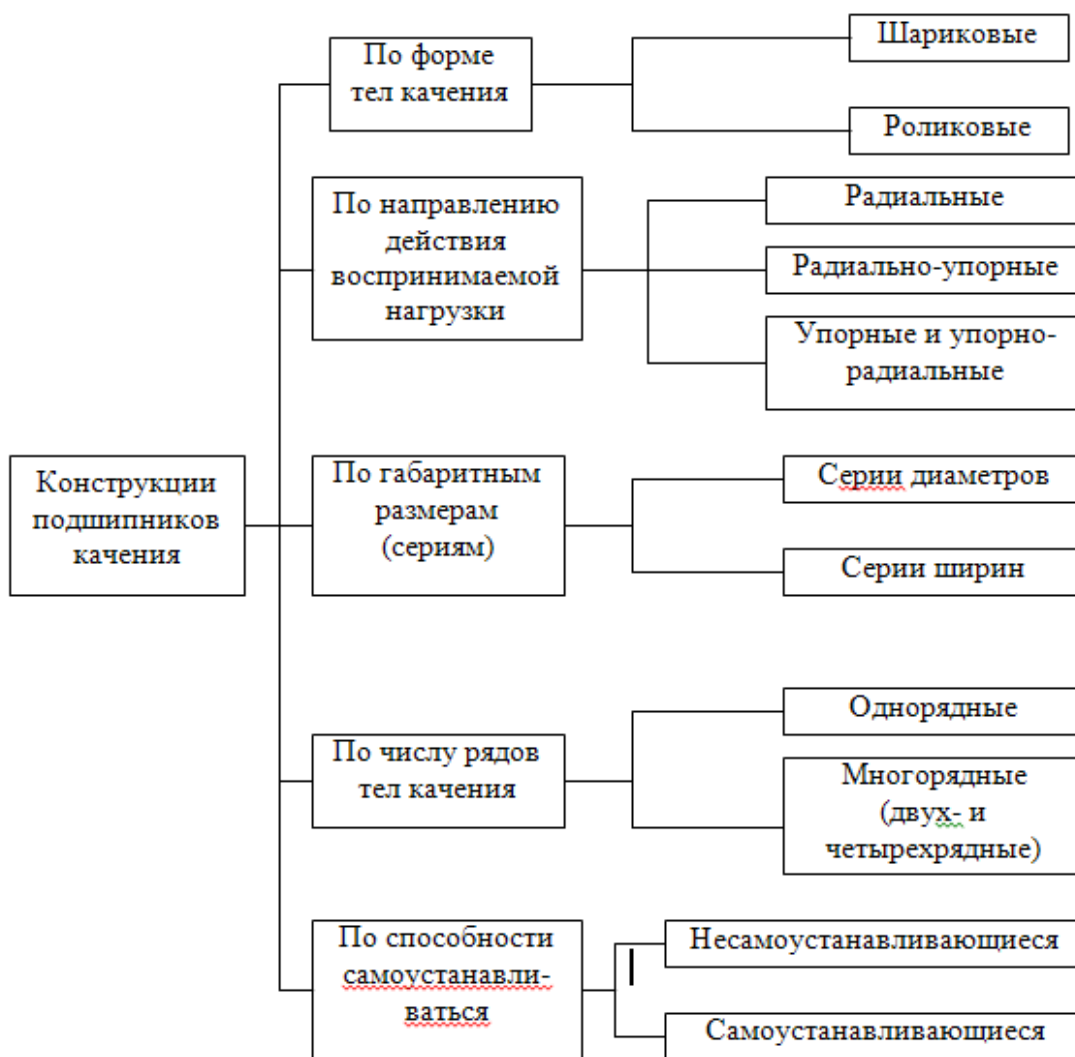 Конструкции
подшипников
качения
По форме
тел качения
Шариковые
Роликовые
По направлению
действия
воспринимаемой
нагрузки
Радиальные
Радиально-упорные
Упорные и упорно-
радиальные
По габаритным
размерам
(сериям)
Серии диаметров
Серии ширин
По числу рядов
тел качения
Однорядные
Многорядные
(двух- и
четырехрядные)
По способности
самоустанавли-
ваться
Несамоустанавливающиеся
Самоустанавливающиеся